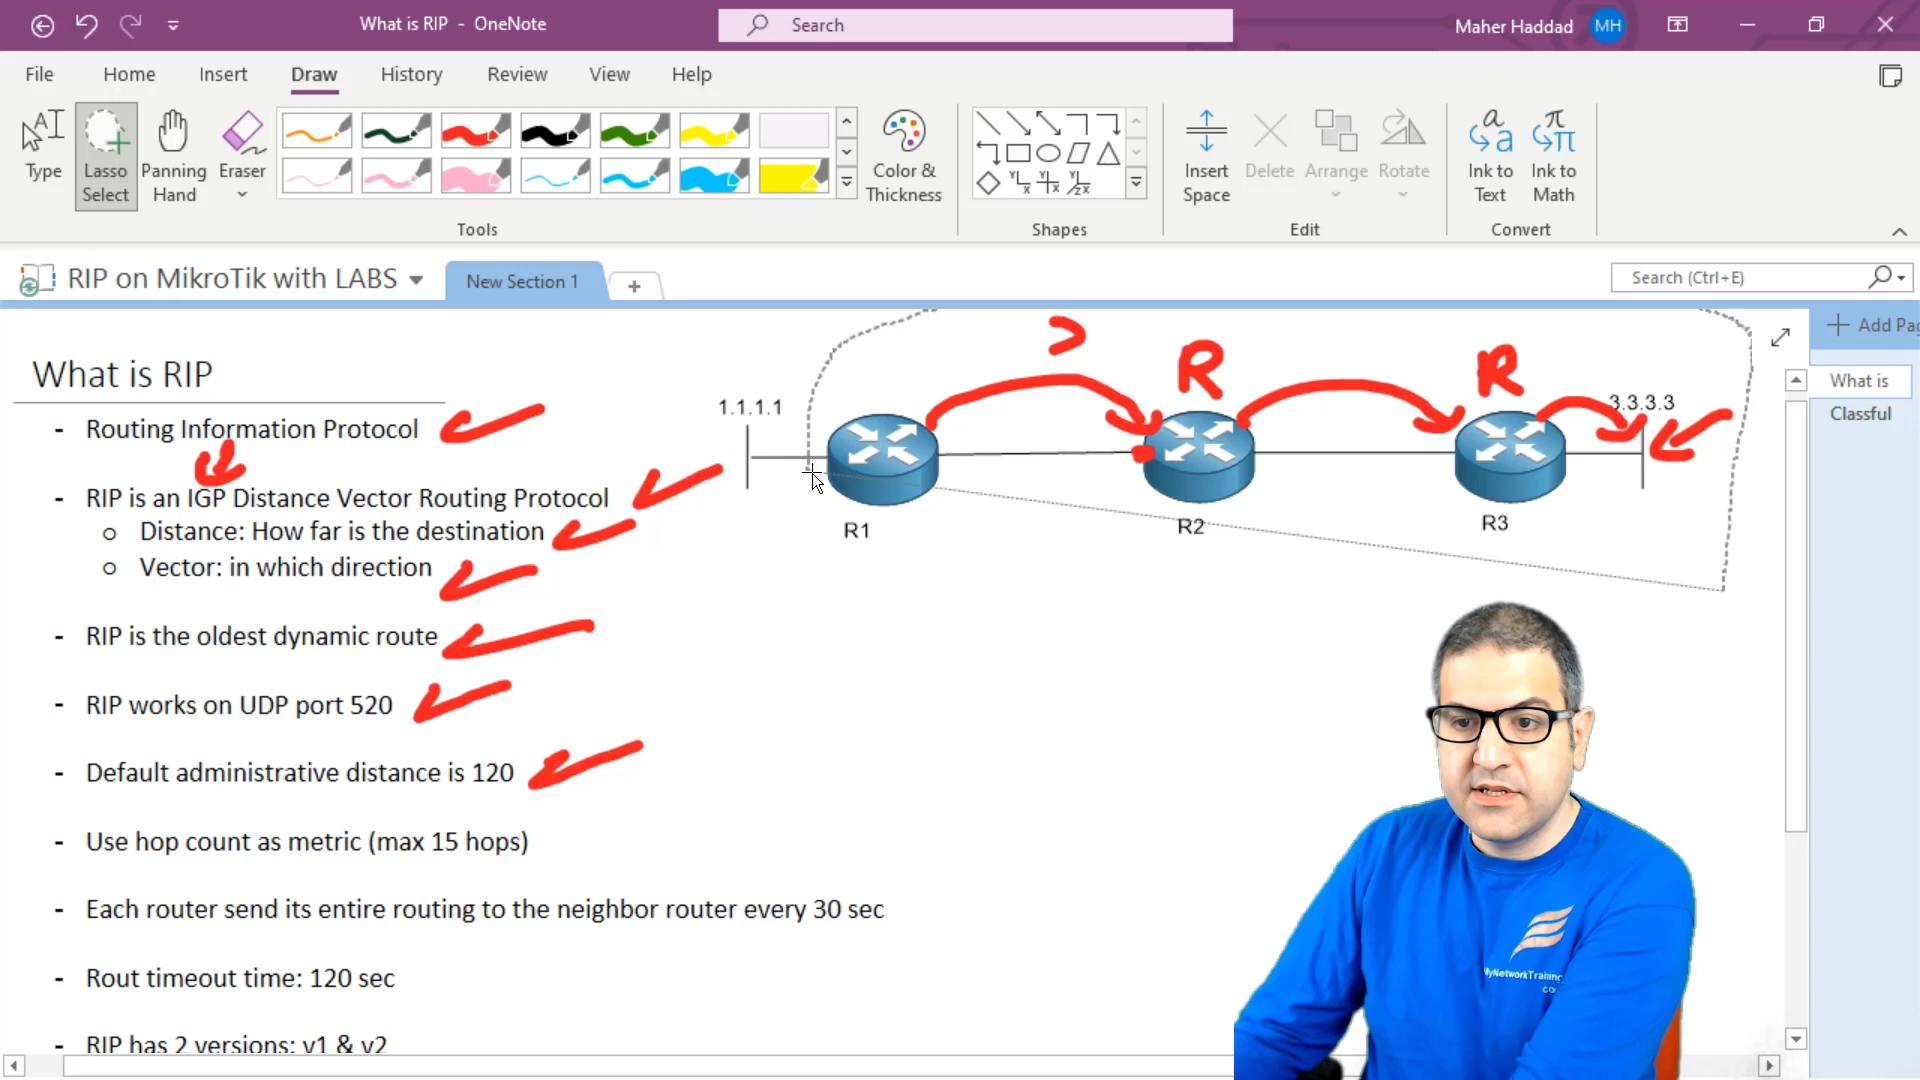 What is RIP - OneNote
Search
Maher Haddad
MH
File
Home
Insert
Draw
History
Review
View
Help
Type
Lasso Select
Panning Hand
Eraser
Color & Thickness
Insert Space
Delete
Arrange
Rotate
Ink to Text
Ink to Math
Tools
Shapes
Edit
Convert
RIP on MikroTik with LABS
New Section 1
Search (Ctrl+E)
Add Pag
What is
Classful
What is RIP
- Routing Information Protocol
- RIP is an IGP Distance Vector Routing Protocol
o Distance: How far is the destination
o Vector: in which direction
- RIP is the oldest dynamic route
- RIP works on UDP port 520
- Default administrative distance is 120
- Use hop count as metric (max 15 hops)
- Each router send its entire routing to the neighbor router every 30 sec
- Rout timeout time: 120 sec
- RIP has 2 versions: v1 & v2
R
R
1.1.1.1
3.3.3.3
R1
R2
R3
MyNetworkTraining